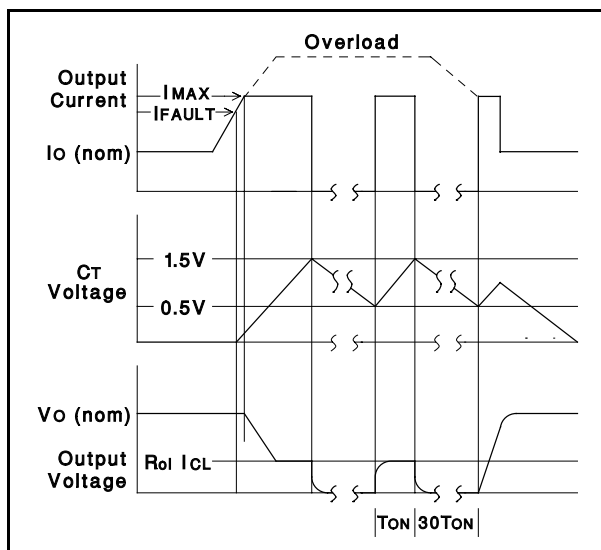 Overload
Output
Current
IMAX
IFAULT
IO (nom)
1.5V
CT
Voltage
0.5V
VO (nom)
Output
Voltage
Rol ICL
TON
30TON